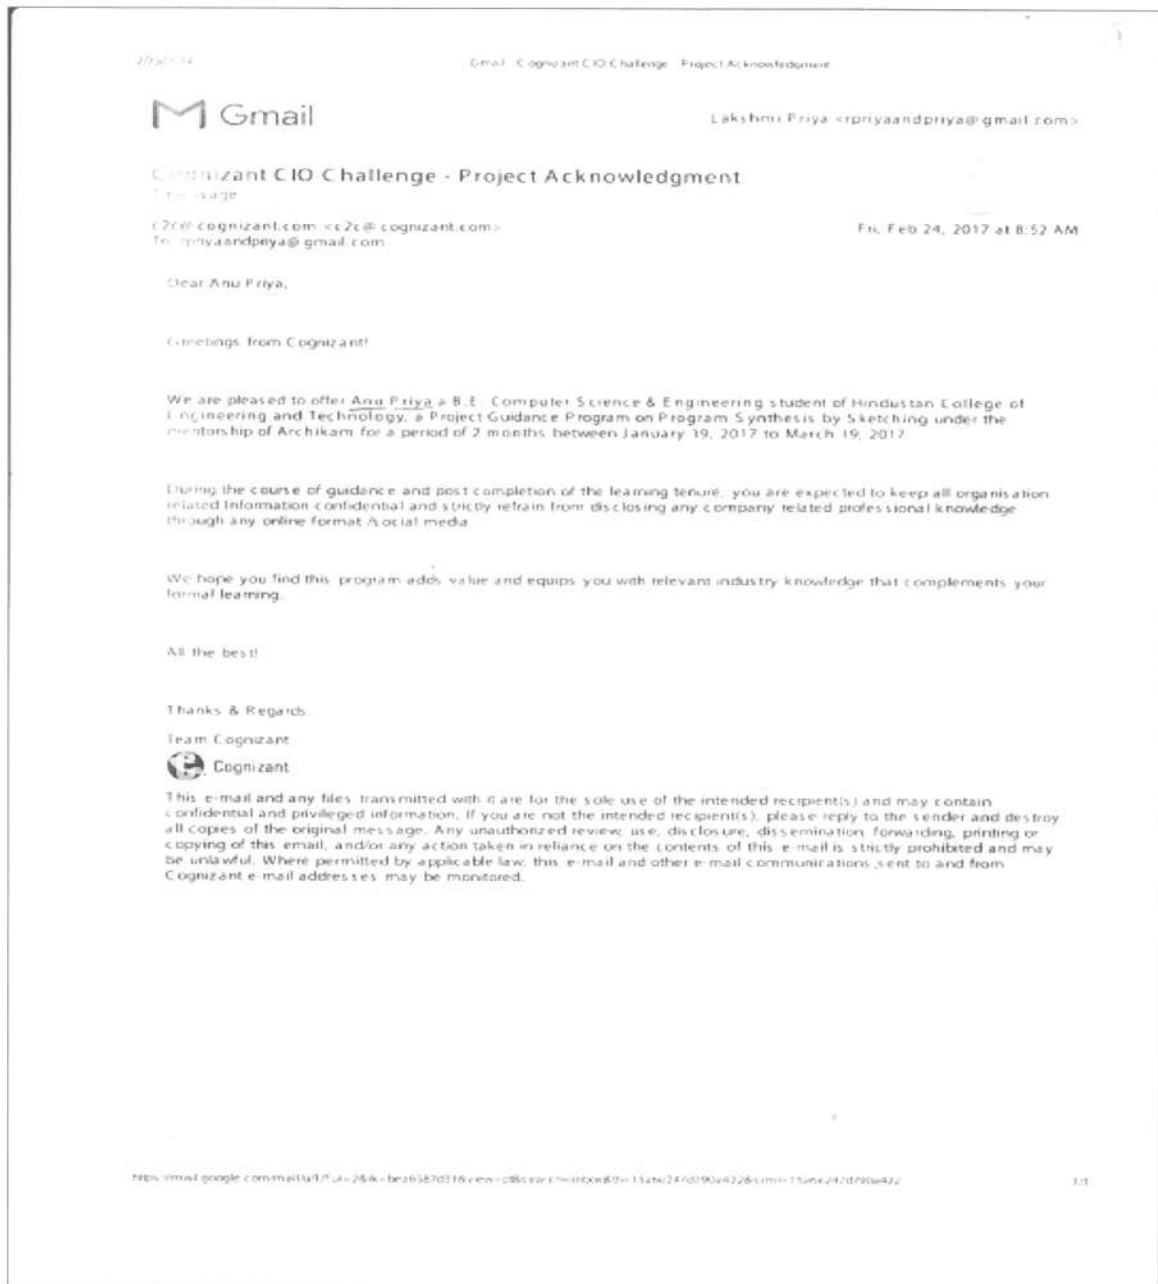 Gmail - Cognizant CIO Challenge - Project Acknowledgment
Gmail
Lakshmi Priya <rpriyaandpriya@gmail.com>
Cognizant CIO Challenge - Project Acknowledgment
1 message
c2c@cognizant.com <c2c@cognizant.com>
Fri, Feb 24, 2017 at 8:52 AM
To: rpriyaandpriya@gmail.com
Dear Anu Priya,
Greetings from Cognizant!
We are pleased to offer Anu Priya a B.E. Computer Science & Engineering student of Hindustan College of
Engineering and Technology, a Project Guidance Program on Program Synthesis by Sketching under the
mentorship of Archikam for a period of 2 months between January 19, 2017 to March 19, 2017
During the course of guidance and post completion of the learning tenure, you are expected to keep all organisation
related Information confidential and strictly refrain from disclosing any company related professional knowledge
through any online format /social media
We hope you find this program adds value and equips you with relevant industry knowledge that complements your
formal learning.
All the best!
Thanks & Regards
Team Cognizant
Cognizant
This e-mail and any files transmitted with it are for the sole use of the intended recipient(s) and may contain
confidential and privileged information. If you are not the intended recipient(s), please reply to the sender and destroy
all copies of the original message. Any unauthorized review, use, disclosure, dissemination, forwarding, printing or
copying of this email, and/or any action taken in reliance on the contents of this e-mail is strictly prohibited and may
be unlawful. Where permitted by applicable law, this e-mail and other e-mail communications sent to and from
Cognizant e-mail addresses may be monitored.
1/1